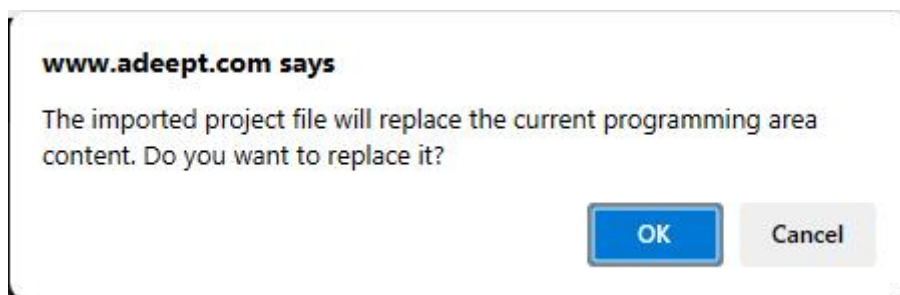 www.adeept.com says
The imported project file will replace the current programming area
content. Do you want to replace it?
OK
Cancel